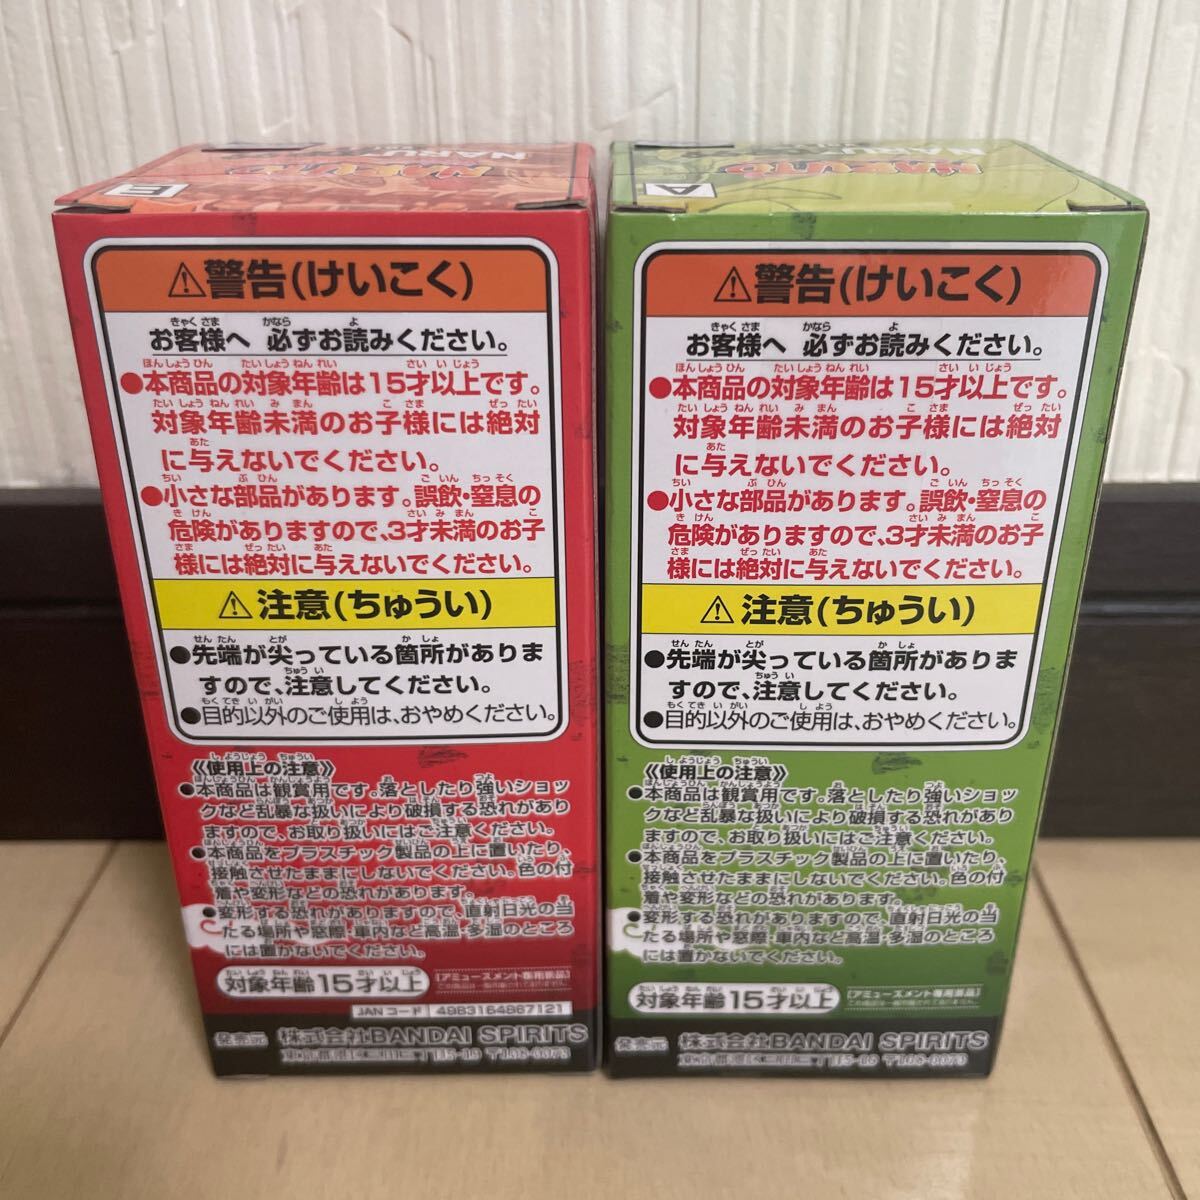 NARUTO
B
⚠警告(けいこく)
お客様へ 必ずお読みください。
●本商品の対象年齢は15才以上です。
対象年齢未満のお子様には絶対
に与えないでください。
●小さな部品があります。誤飲・窒息の
危険がありますので、3才未満のお子
様には絶対に与えないでください。
⚠注意(ちゅうい)
●先端が尖っている箇所がありま
すので、注意してください。
●目的以外のご使用は、おやめください。
《使用上の注意》
●本商品は観賞用です。落としたり強いショッ
クなど乱暴な扱いにより破損する恐れがあり
ますので、お取り扱いにはご注意ください。
●本商品をプラスチック製品の上に置いたり、
接触させたままにしないでください。色の付
着や変形などの恐れがあります。
●変形する恐れがありますので、直射日光の当
たる場所や窓際・車内など高温・多湿のところ
には置かないでください。
対象年齢15才以上
[アミューズメント専用景品]
JANコード 4983164867121
発売元 株式会社BANDAI SPIRITS
NARUTO
A
⚠警告(けいこく)
お客様へ 必ずお読みください。
●本商品の対象年齢は15才以上です。
対象年齢未満のお子様には絶対
に与えないでください。
●小さな部品があります。誤飲・窒息の
危険がありますので、3才未満のお子
様には絶対に与えないでください。
⚠注意(ちゅうい)
●先端が尖っている箇所がありま
すので、注意してください。
●目的以外のご使用は、おやめください。
《使用上の注意》
●本商品は観賞用です。落としたり強いショッ
クなど乱暴な扱いにより破損する恐れがあり
ますので、お取り扱いにはご注意ください。
●本商品をプラスチック製品の上に置いたり、
接触させたままにしないでください。色の付
着や変形などの恐れがあります。
●変形する恐れがありますので、直射日光の当
たる場所や窓際・車内など高温・多湿のところ
には置かないでください。
対象年齢15才以上
[アミューズメント専用景品]
発売元 株式会社BANDAI SPIRITS